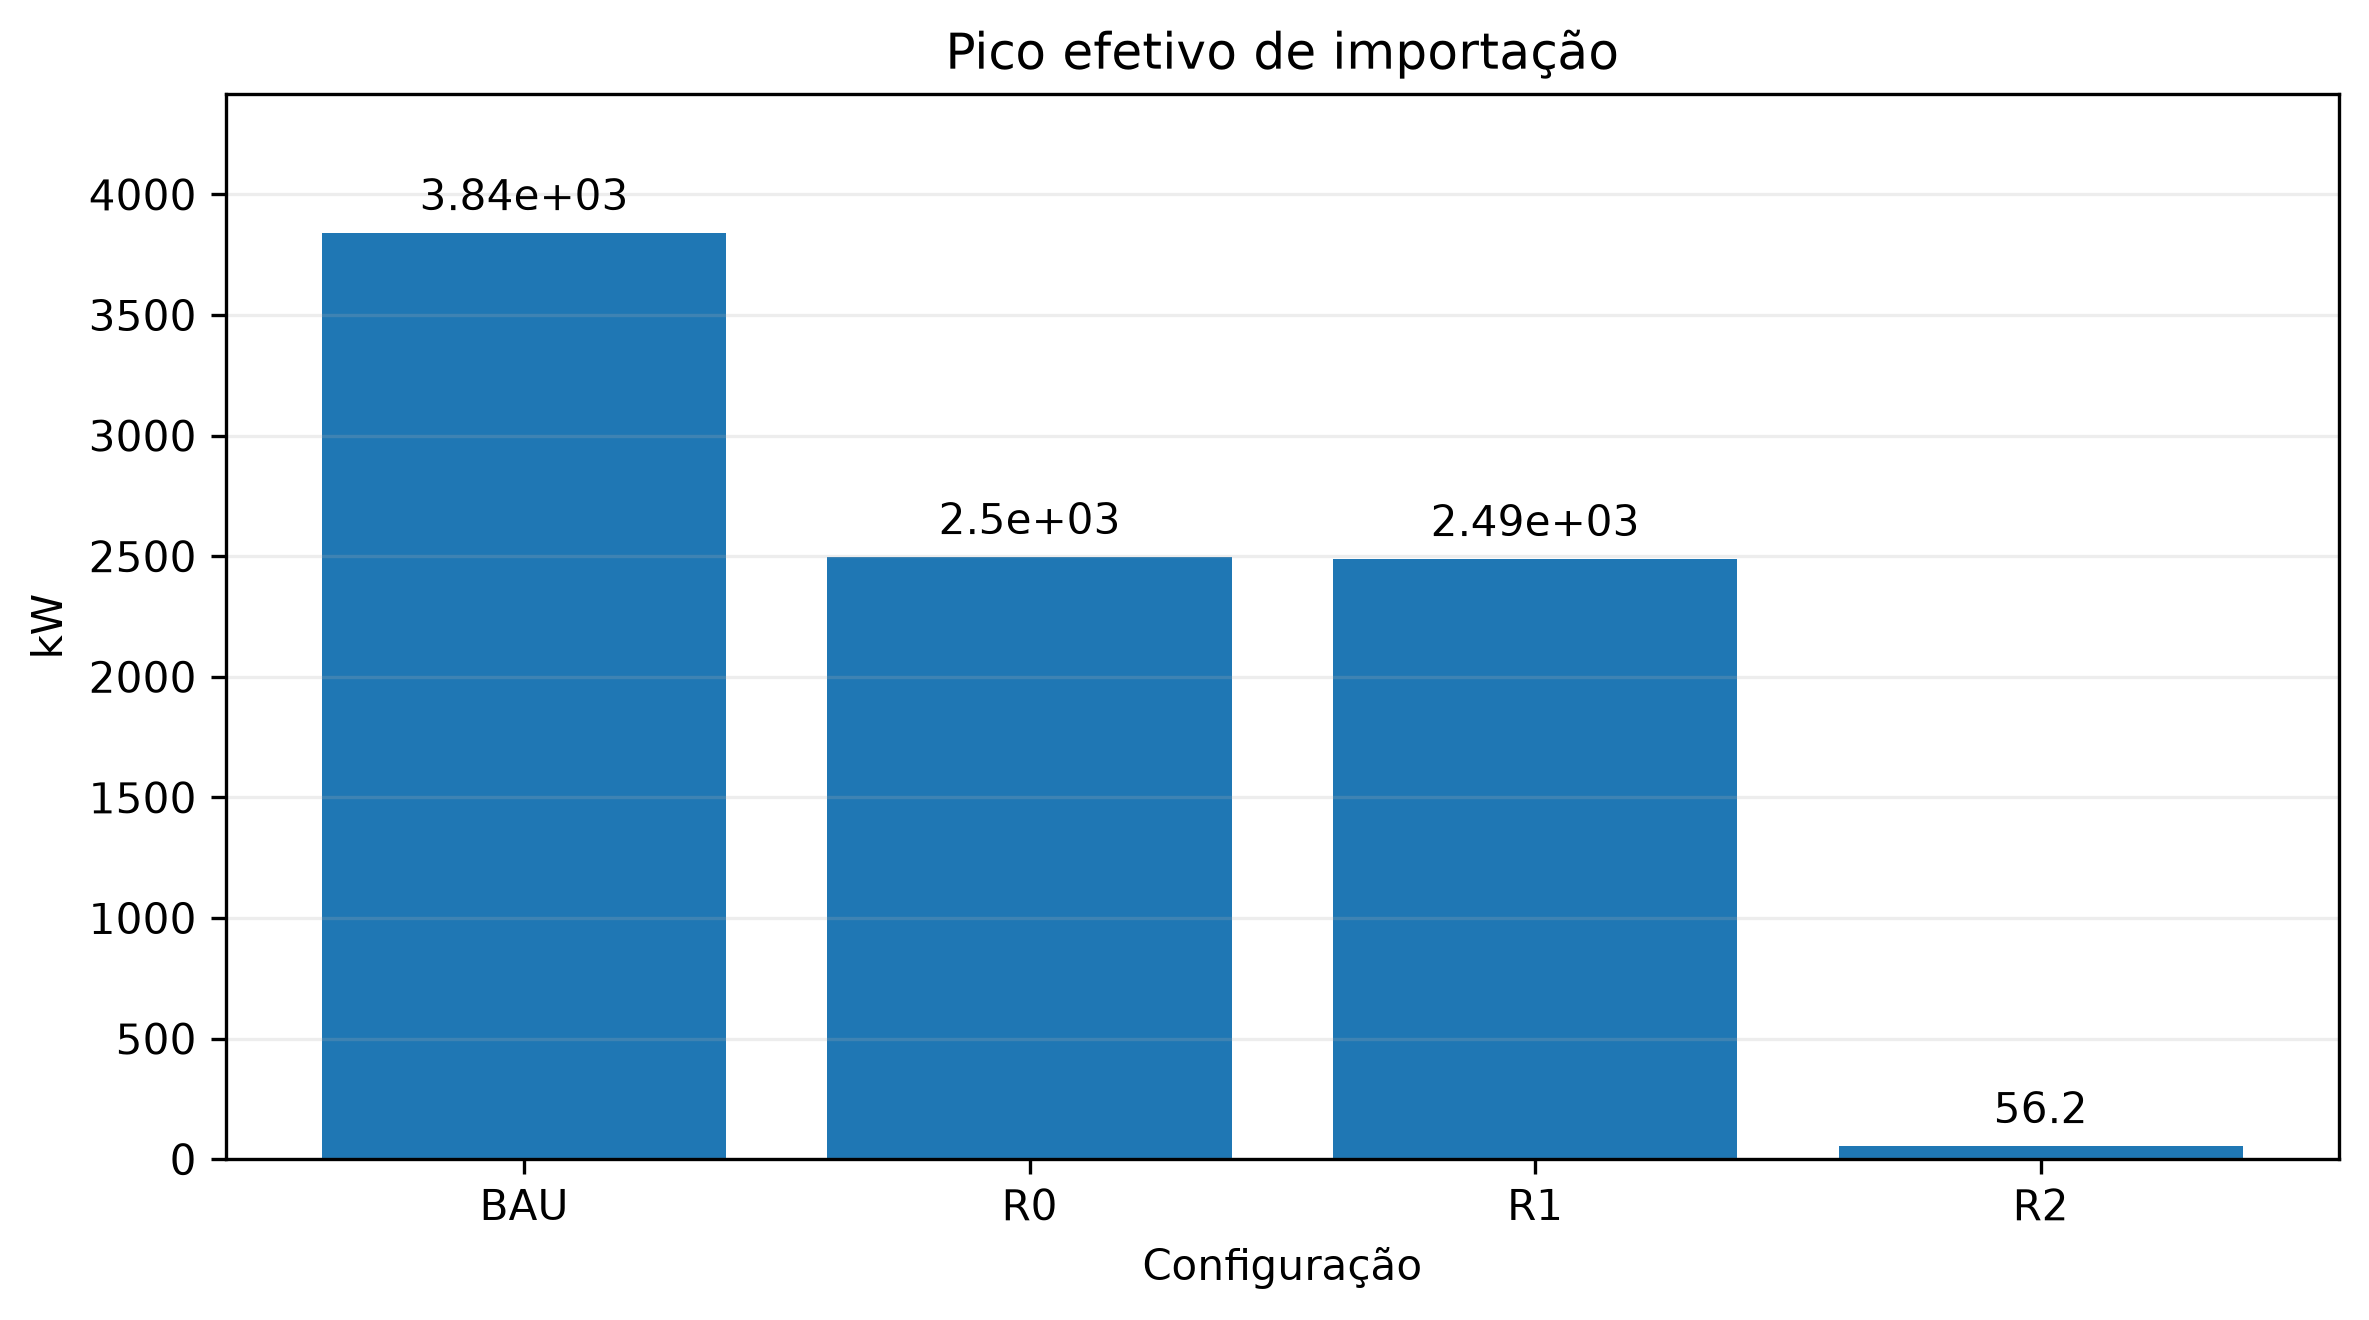 Pico efetivo de importação
4000
3500
3000
2500
2000
1500
1000
500
0
kW
3.84e+03
2.5e+03
2.49e+03
56.2
BAU R0 R1 R2
Configuração